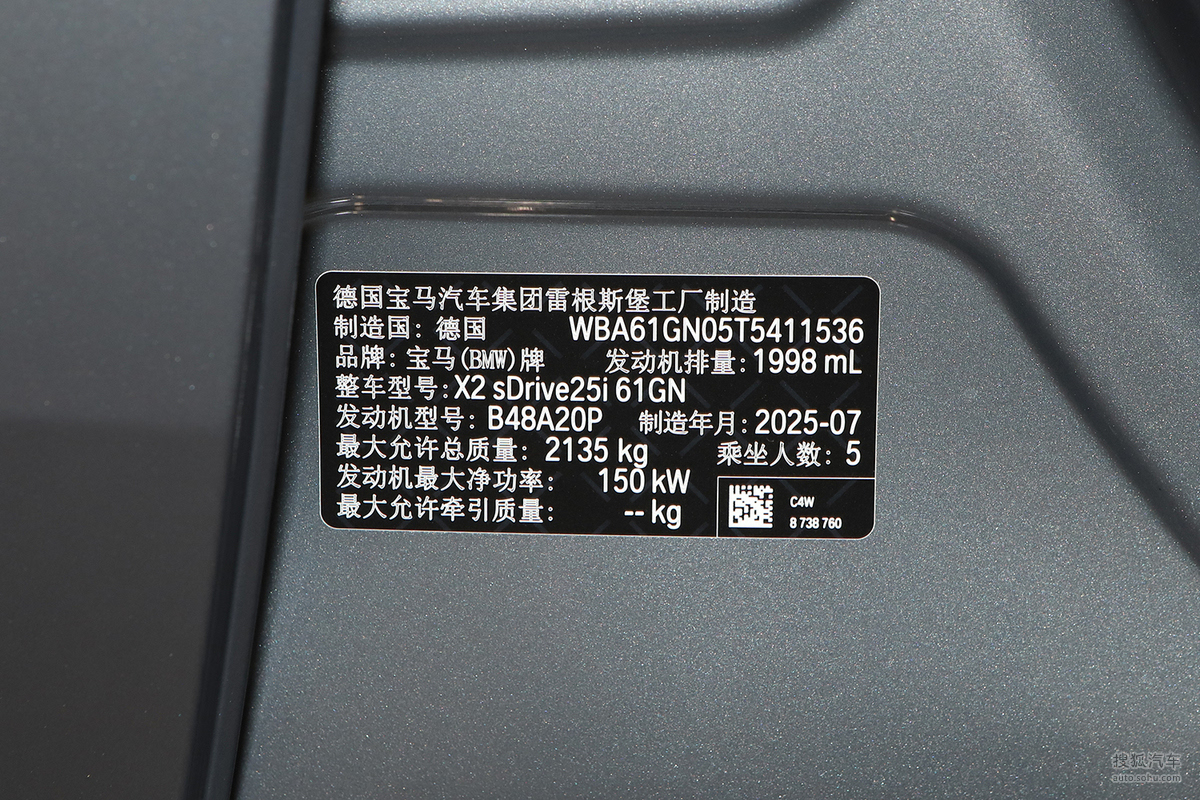 德国宝马汽车集团雷根斯堡工厂制造
制造国：德国 WBA61GN05T5411536
品牌：宝马(BMW)牌 发动机排量：1998 mL
整车型号：X2 sDrive25i 61GN
发动机型号：B48A20P 制造年月：2025-07
最大允许总质量：2135 kg 乘坐人数：5
发动机最大净功率：150 kW
最大允许牵引质量：-- kg
C4W
8 738 760
搜狐汽车
auto.sohu.com